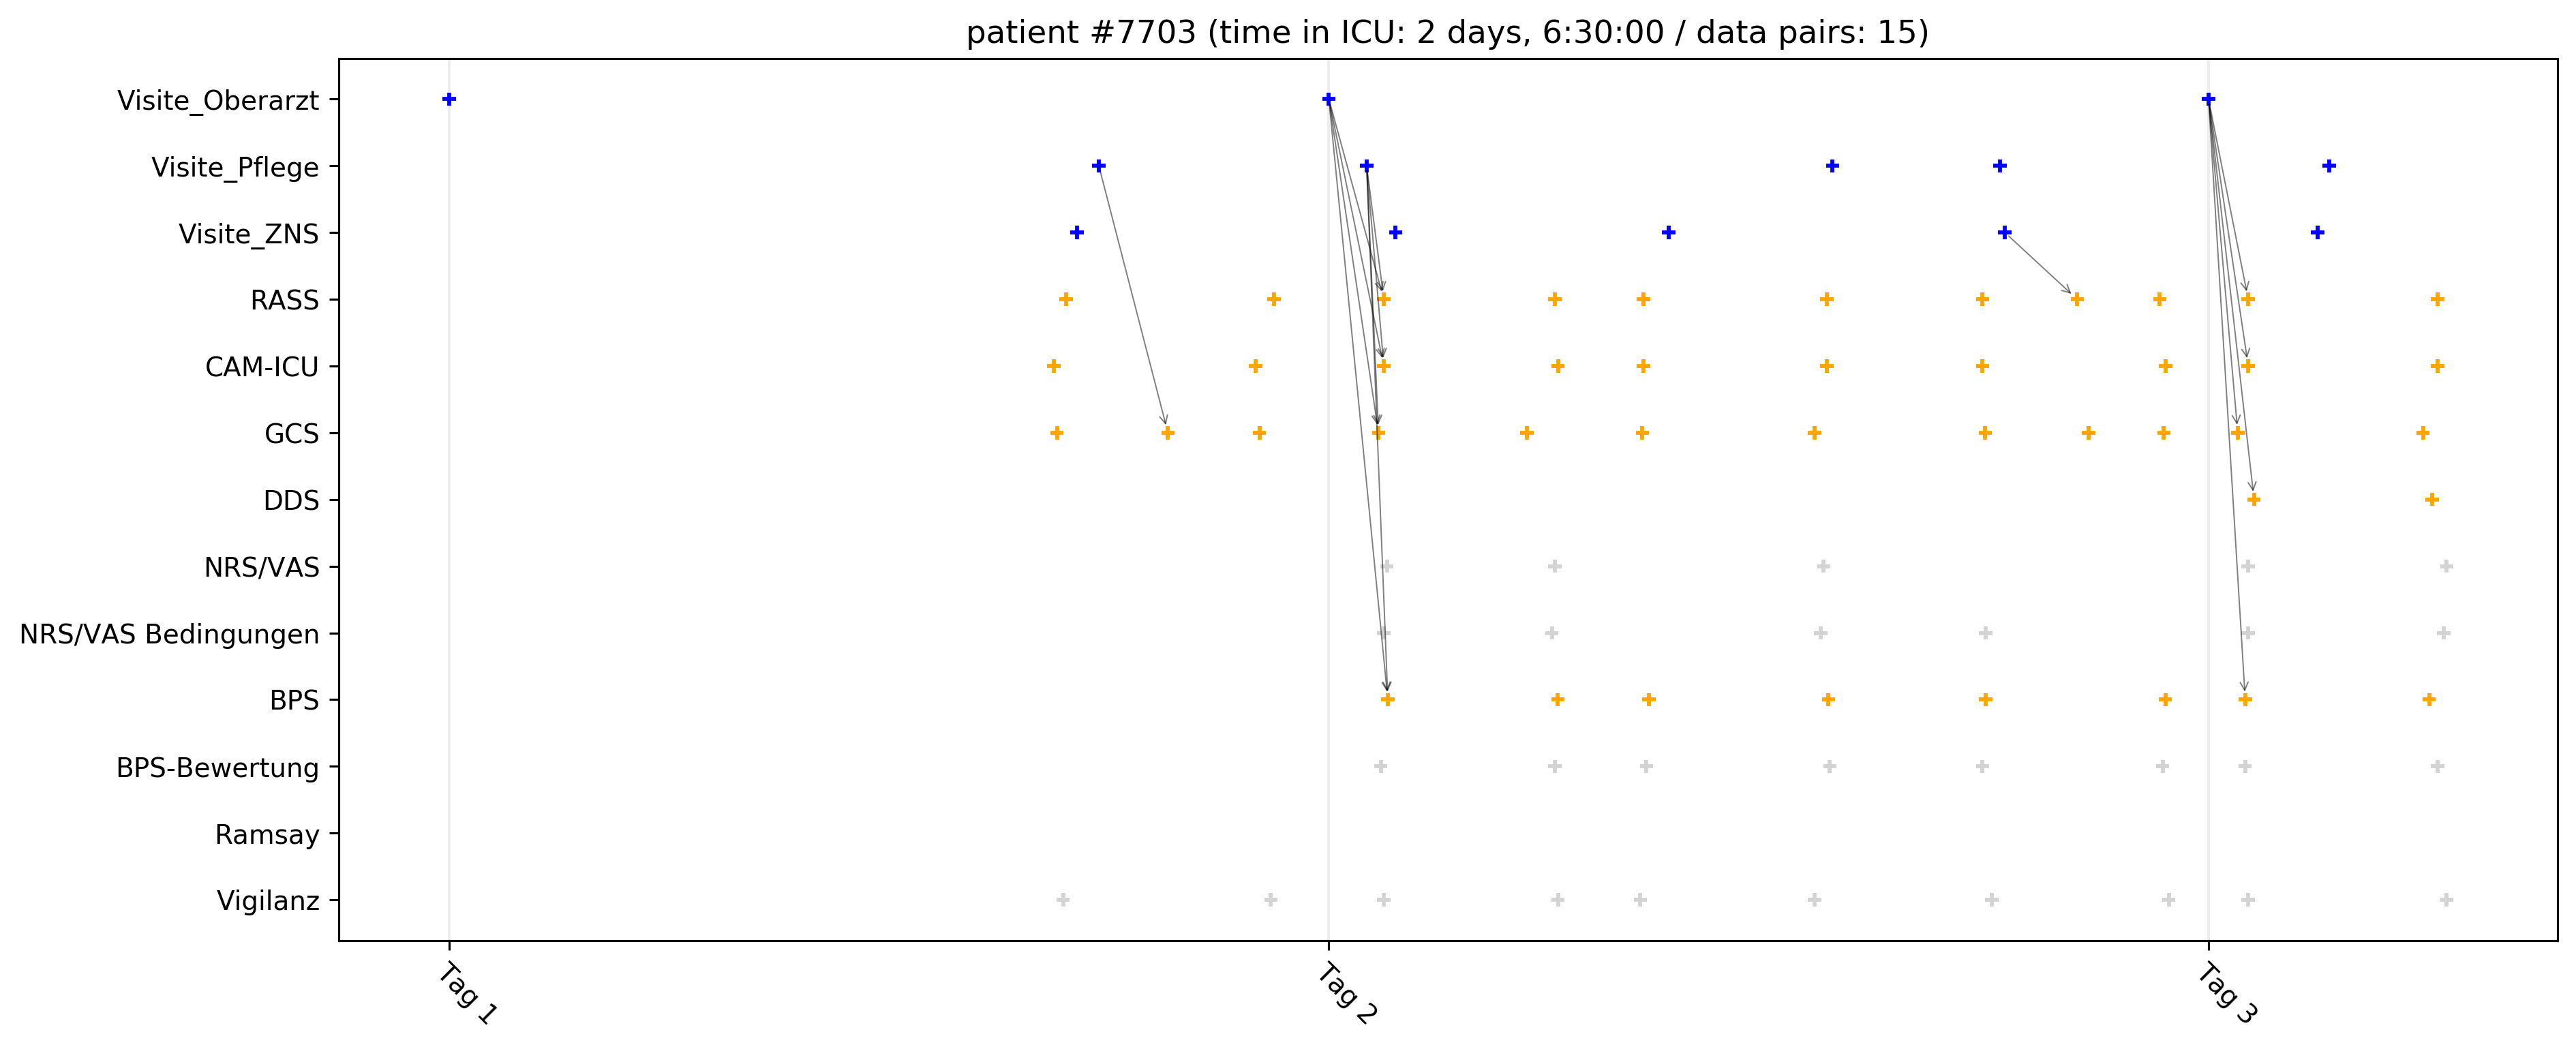 patient #7703 (time in ICU: 2 days, 6:30:00 / data pairs: 15)
Visite_Oberarzt
Visite_Pflege
Visite_ZNS
RASS
CAM-ICU
GCS
DDS
NRS/VAS
NRS/VAS Bedingungen
BPS
BPS-Bewertung
Ramsay
Vigilanz
Tag 1
Tag 2
Tag 3